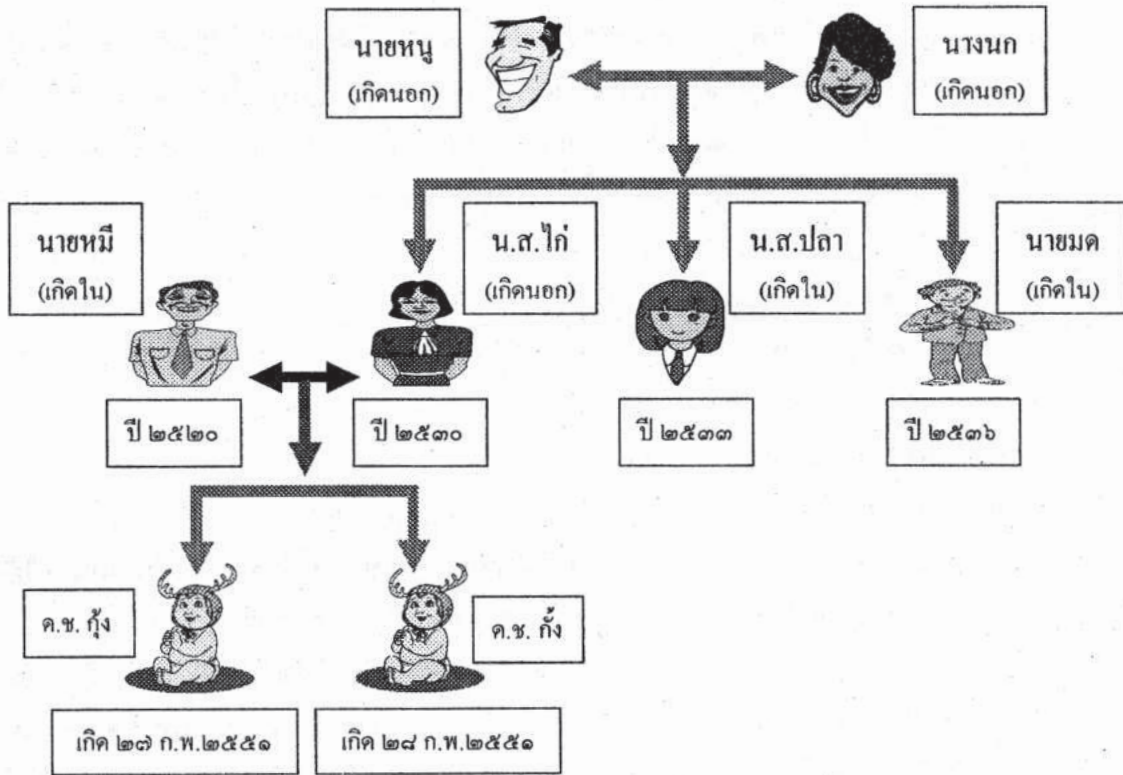 นายหนู
(เกิดนอก)
นางนก
(เกิดนอก)
นายหมี
(เกิดใน)
น.ส.ไก่
(เกิดนอก)
น.ส.ปลา
(เกิดใน)
นายมด
(เกิดใน)
ปี ๒๕๒๐
ปี ๒๕๓๐
ปี ๒๕๓๓
ปี ๒๕๓๖
ด.ช. กุ้ง
ด.ช. กั้ง
เกิด ๒๗ ก.พ.๒๕๕๑
เกิด ๒๘ ก.พ.๒๕๕๑